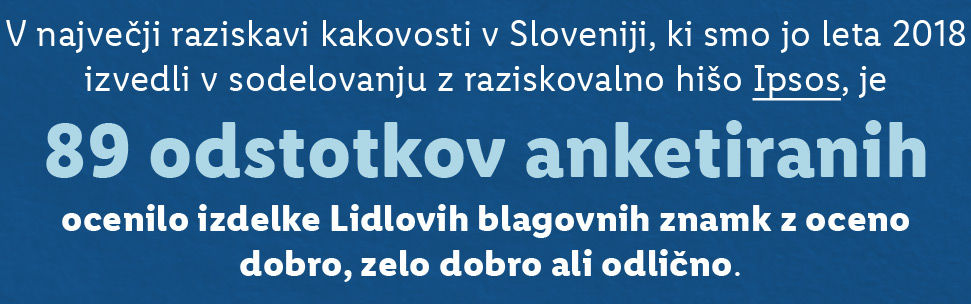 V največji raziskavi kakovosti v Sloveniji, ki smo jo leta 2018
izvedli v sodelovanju z raziskovalno hišo Ipsos, je
89 odstotkov anketiranih
ocenilo izdelke Lidlovih blagovnih znamk z oceno
dobro, zelo dobro ali odlično.